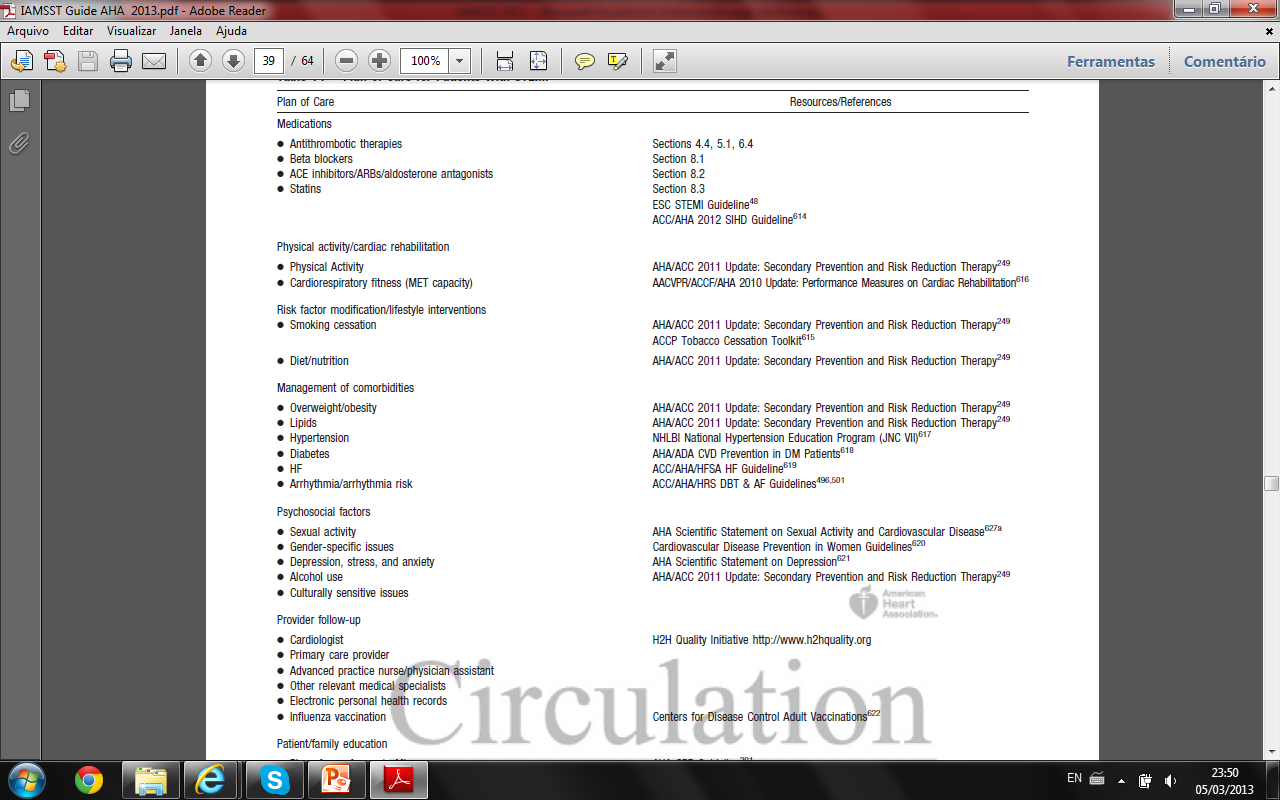 IAMSST Guide AHA 2013.pdf - Adobe Reader
Arquivo Editar Visualizar Janela Ajuda
39 / 64 100% Ferramentas Comentário
Plan of Care Resources/References
Medications
● Antithrombotic therapies Sections 4.4, 5.1, 6.4
● Beta blockers Section 8.1
● ACE inhibitors/ARBs/aldosterone antagonists Section 8.2
● Statins Section 8.3
ESC STEMI Guideline48
ACC/AHA 2012 SIHD Guideline614
Physical activity/cardiac rehabilitation
● Physical Activity AHA/ACC 2011 Update: Secondary Prevention and Risk Reduction Therapy249
● Cardiorespiratory fitness (MET capacity) AACVPR/ACCF/AHA 2010 Update: Performance Measures on Cardiac Rehabilitation616
Risk factor modification/lifestyle interventions
● Smoking cessation AHA/ACC 2011 Update: Secondary Prevention and Risk Reduction Therapy249
ACCP Tobacco Cessation Toolkit615
● Diet/nutrition AHA/ACC 2011 Update: Secondary Prevention and Risk Reduction Therapy249
Management of comorbidities
● Overweight/obesity AHA/ACC 2011 Update: Secondary Prevention and Risk Reduction Therapy249
● Lipids AHA/ACC 2011 Update: Secondary Prevention and Risk Reduction Therapy249
● Hypertension NHLBI National Hypertension Education Program (JNC VII)617
● Diabetes AHA/ADA CVD Prevention in DM Patients618
● HF ACC/AHA/HFSA HF Guideline619
● Arrhythmia/arrhythmia risk ACC/AHA/HRS DBT & AF Guidelines496,501
Psychosocial factors
● Sexual activity AHA Scientific Statement on Sexual Activity and Cardiovascular Disease627a
● Gender-specific issues Cardiovascular Disease Prevention in Women Guidelines620
● Depression, stress, and anxiety AHA Scientific Statement on Depression621
● Alcohol use AHA/ACC 2011 Update: Secondary Prevention and Risk Reduction Therapy249
● Culturally sensitive issues
American
Heart
Association
Provider follow-up
● Cardiologist H2H Quality Initiative http://www.h2hquality.org
● Primary care provider
● Advanced practice nurse/physician assistant
● Other relevant medical specialists
● Electronic personal health records
● Influenza vaccination Centers for Disease Control Adult Vaccinations622
Circulation
Patient/family education
EN 23:50
05/03/2013